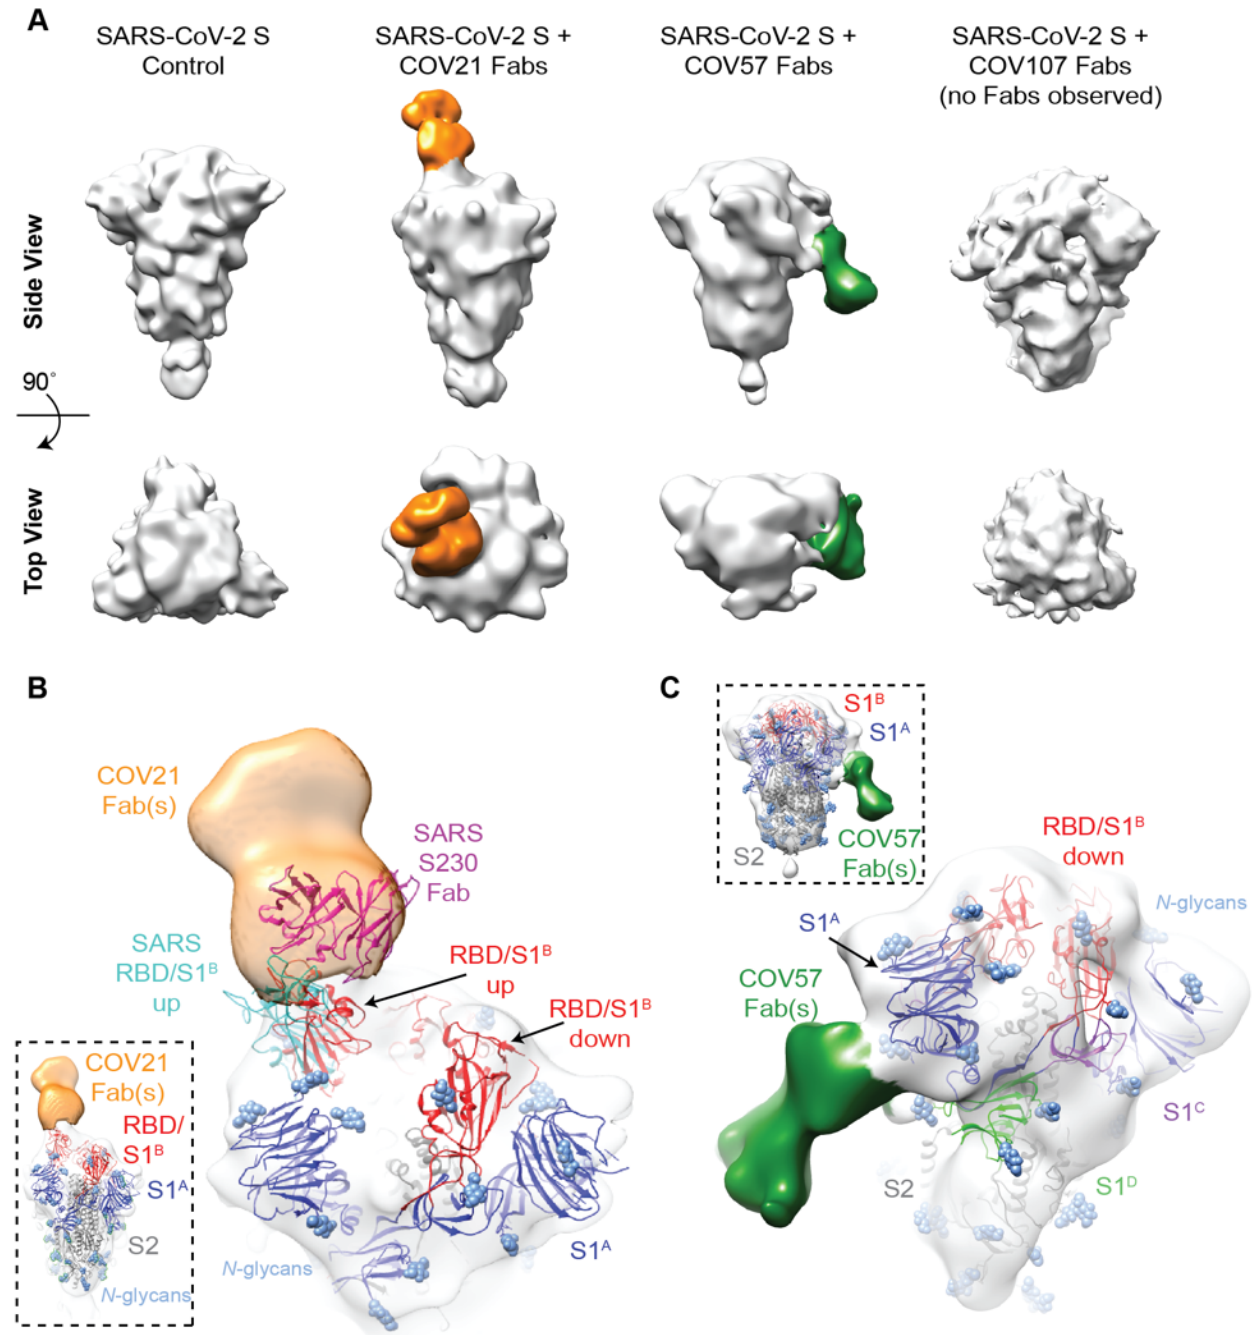 A
SARS-CoV-2 S
Control
SARS-CoV-2 S +
COV21 Fabs
SARS-CoV-2 S +
COV57 Fabs
SARS-CoV-2 S +
COV107 Fabs
(no Fabs observed)
Side View
90°
Top View
B
COV21
Fab(s)
SARS
S230
Fab
SARS
RBD/S1ᴮ
up
RBD/S1ᴮ
up
RBD/S1ᴮ
down
COV21
Fab(s)
RBD/
S1ᴮ
S1ᴬ
S2
N-glycans
N-glycans
S1ᴬ
C
S1ᴮ
S1ᴬ
S2
COV57
Fab(s)
RBD/S1ᴮ
down
N-glycans
S1ᴬ
COV57
Fab(s)
S1ᶜ
S2
S1ᴰ